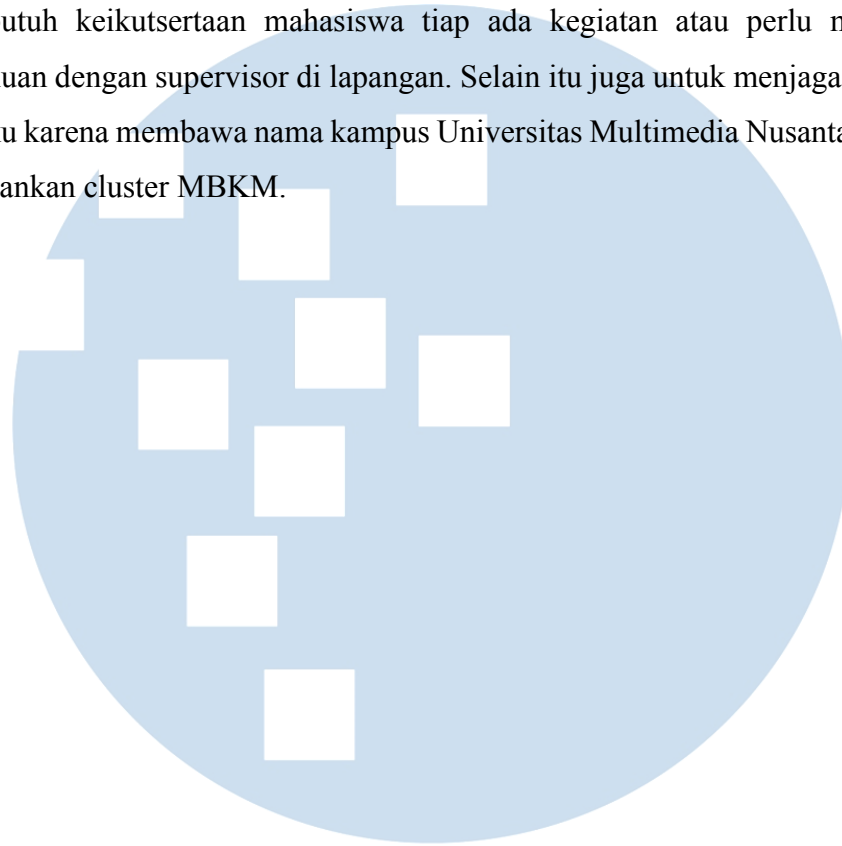 utuh keikutsertaan mahasiswa tiap ada kegiatan atau perlu
uan dengan supervisor di lapangan. Selain itu juga untuk menjaga
u karena membawa nama kampus Universitas Multimedia Nusanta
ankan cluster MBKM.